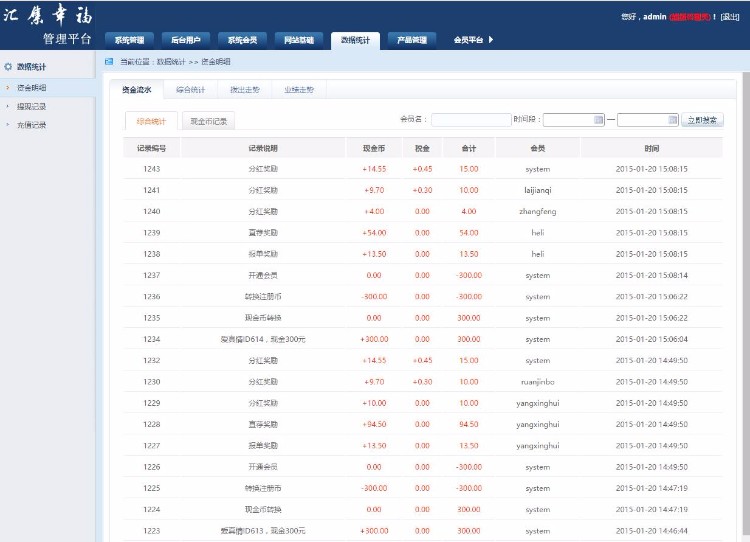 汇集幸福
管理平台
您好，admin
! [退出]
系统管理 后台用户 系统会员 网站基础 数据统计 产品管理 会员平台
数据统计
资金明细
提现记录
充值记录
当前位置：数据统计 >> 资金明细
资金流水 综合统计 拨出走势 业绩走势
综合统计 现金币记录 会员名： 时间段： — 立即搜索
记录编号 记录说明 现金币 税金 合计 会员 时间
1243 分红奖励 +14.55 +0.45 15.00 system 2015-01-20 15:08:15
1241 分红奖励 +9.70 +0.30 10.00 laijianqi 2015-01-20 15:08:15
1240 分红奖励 +4.00 0.00 4.00 zhangfeng 2015-01-20 15:08:15
1239 直荐奖励 +54.00 0.00 54.00 heli 2015-01-20 15:08:15
1238 报单奖励 +13.50 0.00 13.50 heli 2015-01-20 15:08:15
1237 开通会员 0.00 0.00 -300.00 system 2015-01-20 15:08:14
1236 转换注册币 -300.00 0.00 -300.00 system 2015-01-20 15:06:22
1235 现金币转换 0.00 0.00 300.00 system 2015-01-20 15:06:22
1234 爱真情ID614，现金300元 +300.00 0.00 300.00 system 2015-01-20 15:06:04
1232 分红奖励 +14.55 +0.45 15.00 system 2015-01-20 14:49:50
1230 分红奖励 +9.70 +0.30 10.00 ruanjinbo 2015-01-20 14:49:50
1229 分红奖励 +10.00 0.00 10.00 yangxinghui 2015-01-20 14:49:50
1228 直荐奖励 +94.50 0.00 94.50 yangxinghui 2015-01-20 14:49:50
1227 报单奖励 +13.50 0.00 13.50 yangxinghui 2015-01-20 14:49:50
1226 开通会员 0.00 0.00 -300.00 system 2015-01-20 14:49:50
1225 转换注册币 -300.00 0.00 -300.00 system 2015-01-20 14:47:19
1224 现金币转换 0.00 0.00 300.00 system 2015-01-20 14:47:19
1223 爱真情ID613，现金300元 +300.00 0.00 300.00 system 2015-01-20 14:46:44